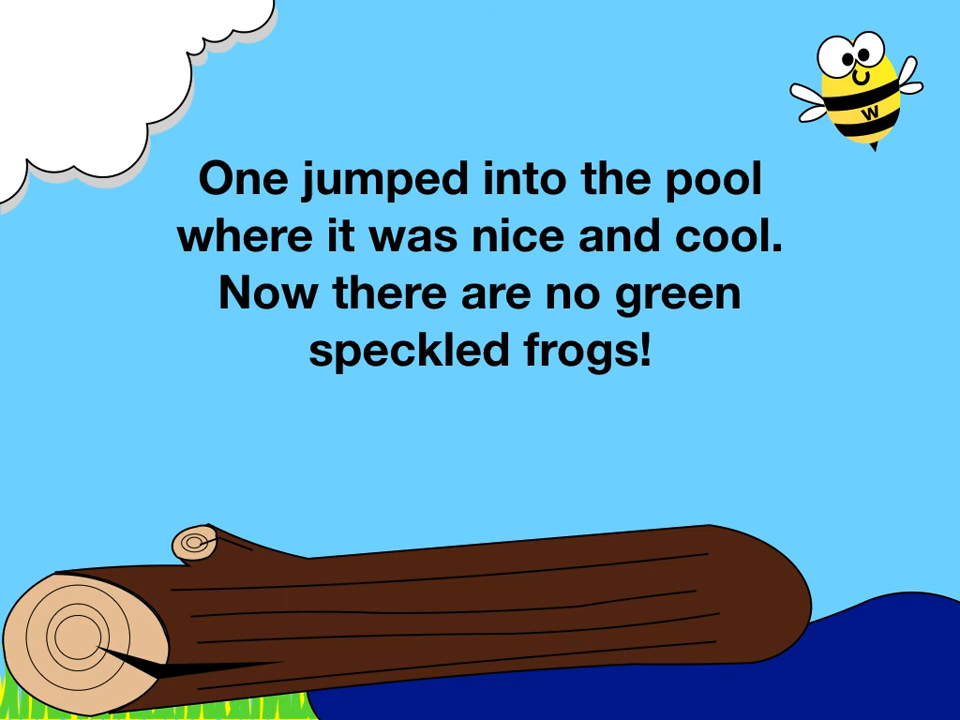 W
One jumped into the pool
where it was nice and cool.
Now there are no green
speckled frogs!